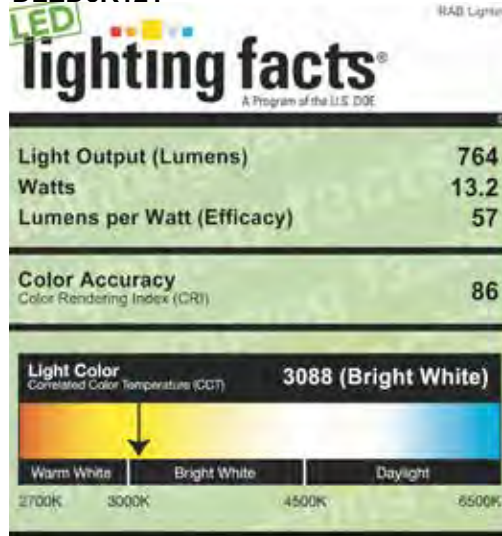 RAB Lighte
LED
lighting facts®
A Program of the U.S. DOE
Light Output (Lumens) 764
Watts 13.2
Lumens per Watt (Efficacy) 57
Color Accuracy 86
Color Rendering Index (CRI)
Light Color 3088 (Bright White)
Correlated Color Temperature (CCT)
Warm White Bright White Daylight
2700K 3000K 4500K 6500K